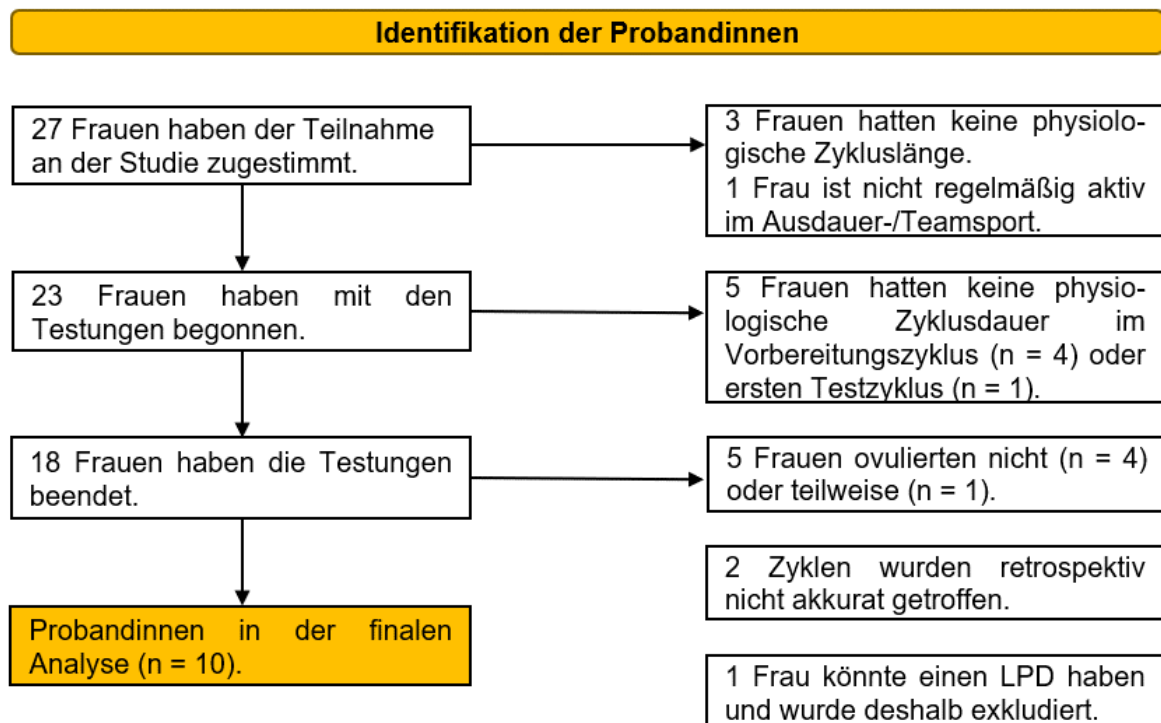 Identifikation der Probandinnen
27 Frauen haben der Teilnahme
an der Studie zugestimmt.
3 Frauen hatten keine physiolo-
gische Zykluslänge.
1 Frau ist nicht regelmäßig aktiv
im Ausdauer-/Teamsport.
23 Frauen haben mit den
Testungen begonnen.
5 Frauen hatten keine physio-
logische Zyklusdauer im
Vorbereitungszyklus (n = 4) oder
ersten Testzyklus (n = 1).
18 Frauen haben die Testungen
beendet.
5 Frauen ovulierten nicht (n = 4)
oder teilweise (n = 1).
2 Zyklen wurden retrospektiv
nicht akkurat getroffen.
Probandinnen in der finalen
Analyse (n = 10).
1 Frau könnte einen LPD haben
und wurde deshalb exkludiert.